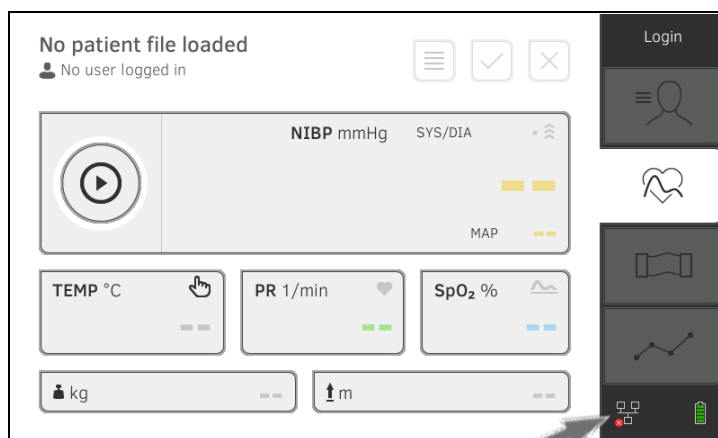 No patient file loaded
No user logged in
Login
NIBP mmHg SYS/DIA
-- 
MAP --
TEMP °C
--
PR 1/min
--
SpO₂ %
--
kg --
m --